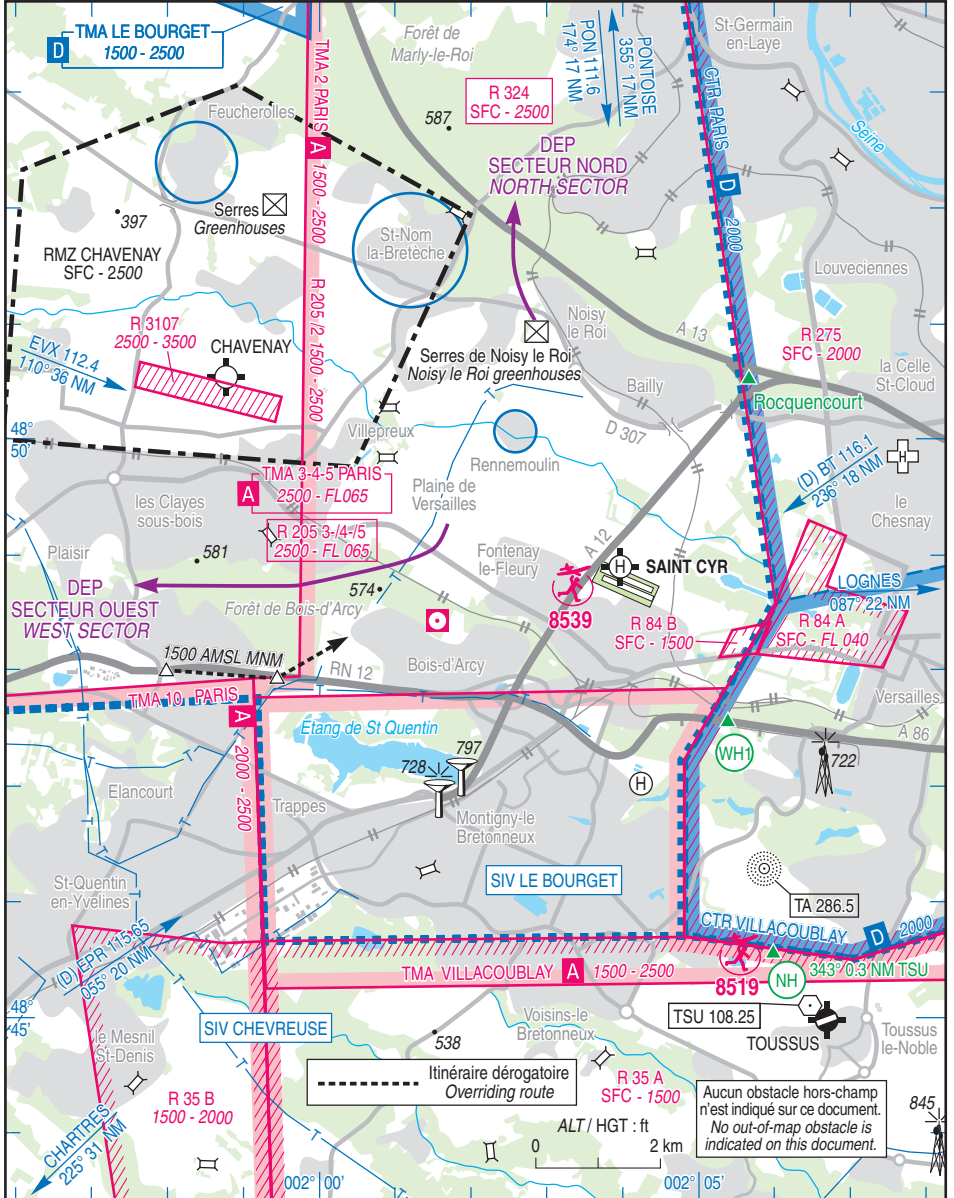 TMA LE BOURGET
D
1500 - 2500
Forêt de
Marly-le-Roi
PON 111.6
174° 17 NM
PONTOISE
355° 17 NM
St-Germain
en-Laye
TMA 2 PARIS A 1500 - 2500
R 324
SFC - 2500
587
CTR PARIS D 2000
Seine
Feucherolles
DEP
SECTEUR NORD
NORTH SECTOR
397
Serres
Greenhouses
St-Nom
la-Bretèche
RMZ CHAVENAY
SFC - 2500
Louveciennes
R 205 /2 1500 - 2500
R 3107
2500 - 3500
EVX 112.4
110° 36 NM
CHAVENAY
Noisy
le Roi
Serres de Noisy le Roi
Noisy le Roi greenhouses
A 13
R 275
SFC - 2000
la Celle
St-Cloud
Bailly
Rocquencourt
D 307
Villepreux
48°
50'
Rennemoulin
(D) BT 116.1
236° 18 NM
H
TMA 3-4-5 PARIS
A
2500 - FL065
Plaine de
Versailles
les Clayes
sous-bois
le
Chesnay
R 205 3-/4-/5
2500 - FL 065
Plaisir
581
Fontenay
le-Fleury
A 12
H
SAINT CYR
DEP
SECTEUR OUEST
WEST SECTOR
574
Forêt de Bois-d'Arcy
8539
LOGNES
087° 22 NM
R 84 B
SFC - 1500
R 84 A
SFC - FL 040
1500 AMSL MNM
RN 12
Bois-d'Arcy
Versailles
TMA 10 PARIS
A 2000 - 2500
Étang de St Quentin
A 86
WH1
797
728
722
H
Elancourt
Trappes
Montigny-le
Bretonneux
St-Quentin
en-Yvelines
SIV LE BOURGET
TA 286.5
(D) EPR 115.65
055° 20 NM
CTR VILLACOUBLAY D 2000
TMA VILLACOUBLAY A 1500 - 2500
8519
NH
343° 0.3 NM TSU
48°
45'
SIV CHEVREUSE
TSU 108.25
TOUSSUS
le Mesnil
St-Denis
538
Voisins-le
Bretonneux
Toussus
le-Noble
Itinéraire dérogatoire
Overriding route
R 35 B
1500 - 2000
R 35 A
SFC - 1500
Aucun obstacle hors-champ
n'est indiqué sur ce document.
No out-of-map obstacle is
indicated on this document.
845
ALT / HGT : ft
0 2 km
CHARTRES
225° 31 NM
002° 00'
002° 05'